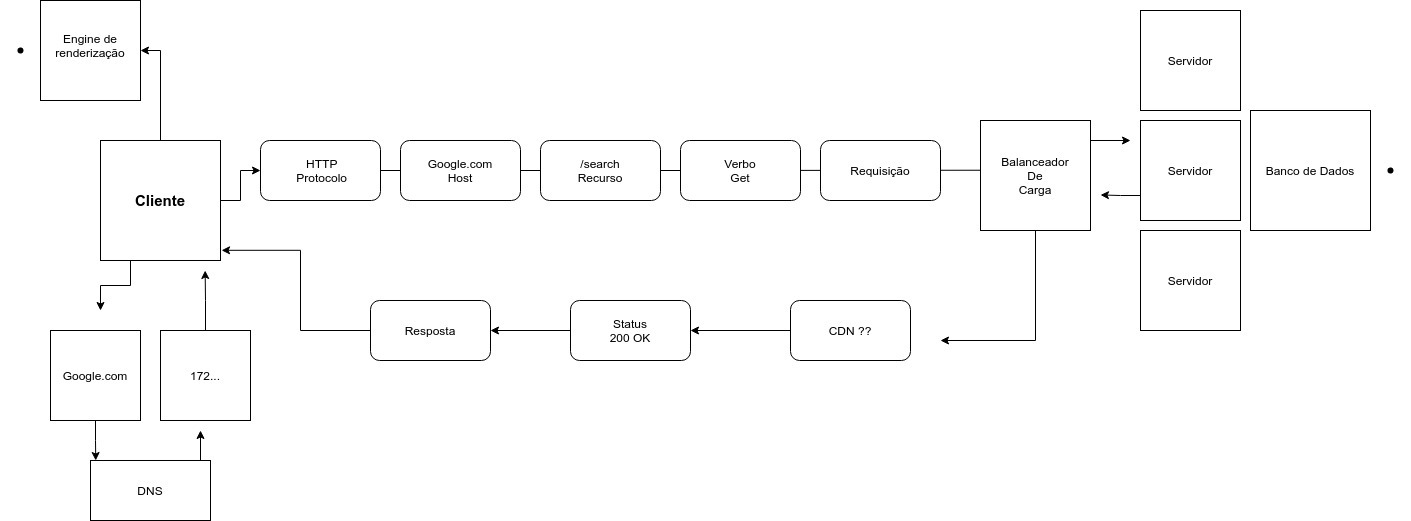 Engine de
renderização
Servidor
HTTP
Protocolo
Google.com
Host
/search
Recurso
Verbo
Get
Requisição
Balanceador
De
Carga
Servidor
Banco de Dados
Cliente
Servidor
Resposta
Status
200 OK
CDN ??
Google.com
172...
DNS